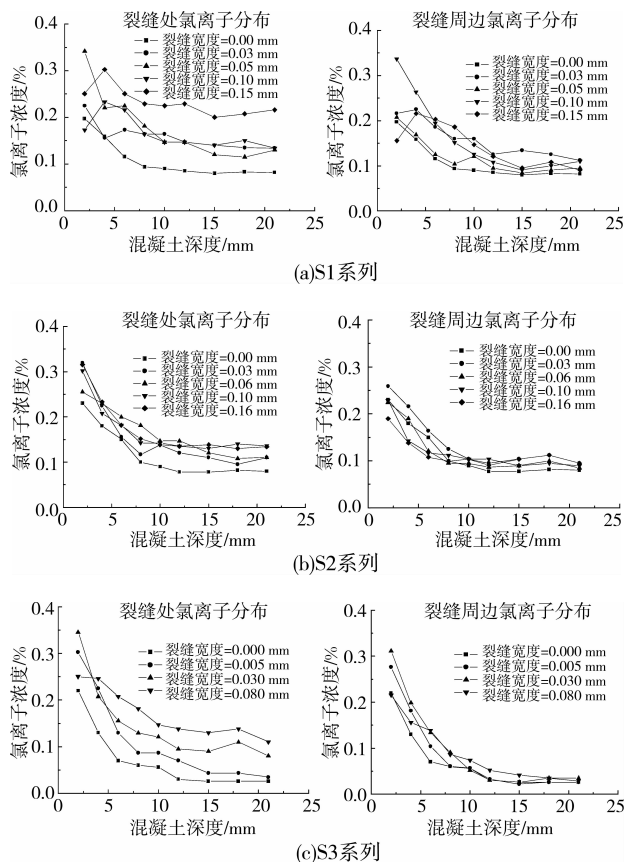 裂缝处氯离子分布
裂缝宽度=0.00 mm
裂缝宽度=0.03 mm
裂缝宽度=0.05 mm
裂缝宽度=0.10 mm
裂缝宽度=0.15 mm
氯离子浓度/%
0.4
0.3
0.2
0.1
0.0
0 5 10 15 20 25
混凝土深度/mm
裂缝周边氯离子分布
裂缝宽度=0.00 mm
裂缝宽度=0.03 mm
裂缝宽度=0.05 mm
裂缝宽度=0.10 mm
裂缝宽度=0.15 mm
氯离子浓度/%
0.4
0.3
0.2
0.1
0.0
0 5 10 15 20 25
混凝土深度/mm
(a)S1系列
裂缝处氯离子分布
裂缝宽度=0.00 mm
裂缝宽度=0.03 mm
裂缝宽度=0.06 mm
裂缝宽度=0.10 mm
裂缝宽度=0.16 mm
氯离子浓度/%
0.4
0.3
0.2
0.1
0.0
0 5 10 15 20 25
混凝土深度/mm
裂缝周边氯离子分布
裂缝宽度=0.00 mm
裂缝宽度=0.03 mm
裂缝宽度=0.06 mm
裂缝宽度=0.10 mm
裂缝宽度=0.16 mm
氯离子浓度/%
0.4
0.3
0.2
0.1
0.0
0 5 10 15 20 25
混凝土深度/mm
(b)S2系列
裂缝处氯离子分布
裂缝宽度=0.000 mm
裂缝宽度=0.005 mm
裂缝宽度=0.030 mm
裂缝宽度=0.080 mm
氯离子浓度/%
0.4
0.3
0.2
0.1
0.0
0 5 10 15 20 25
混凝土深度/mm
裂缝周边氯离子分布
裂缝宽度=0.000 mm
裂缝宽度=0.005 mm
裂缝宽度=0.030 mm
裂缝宽度=0.080 mm
氯离子浓度/%
0.4
0.3
0.2
0.1
0.0
0 5 10 15 20 25
混凝土深度/mm
(c)S3系列